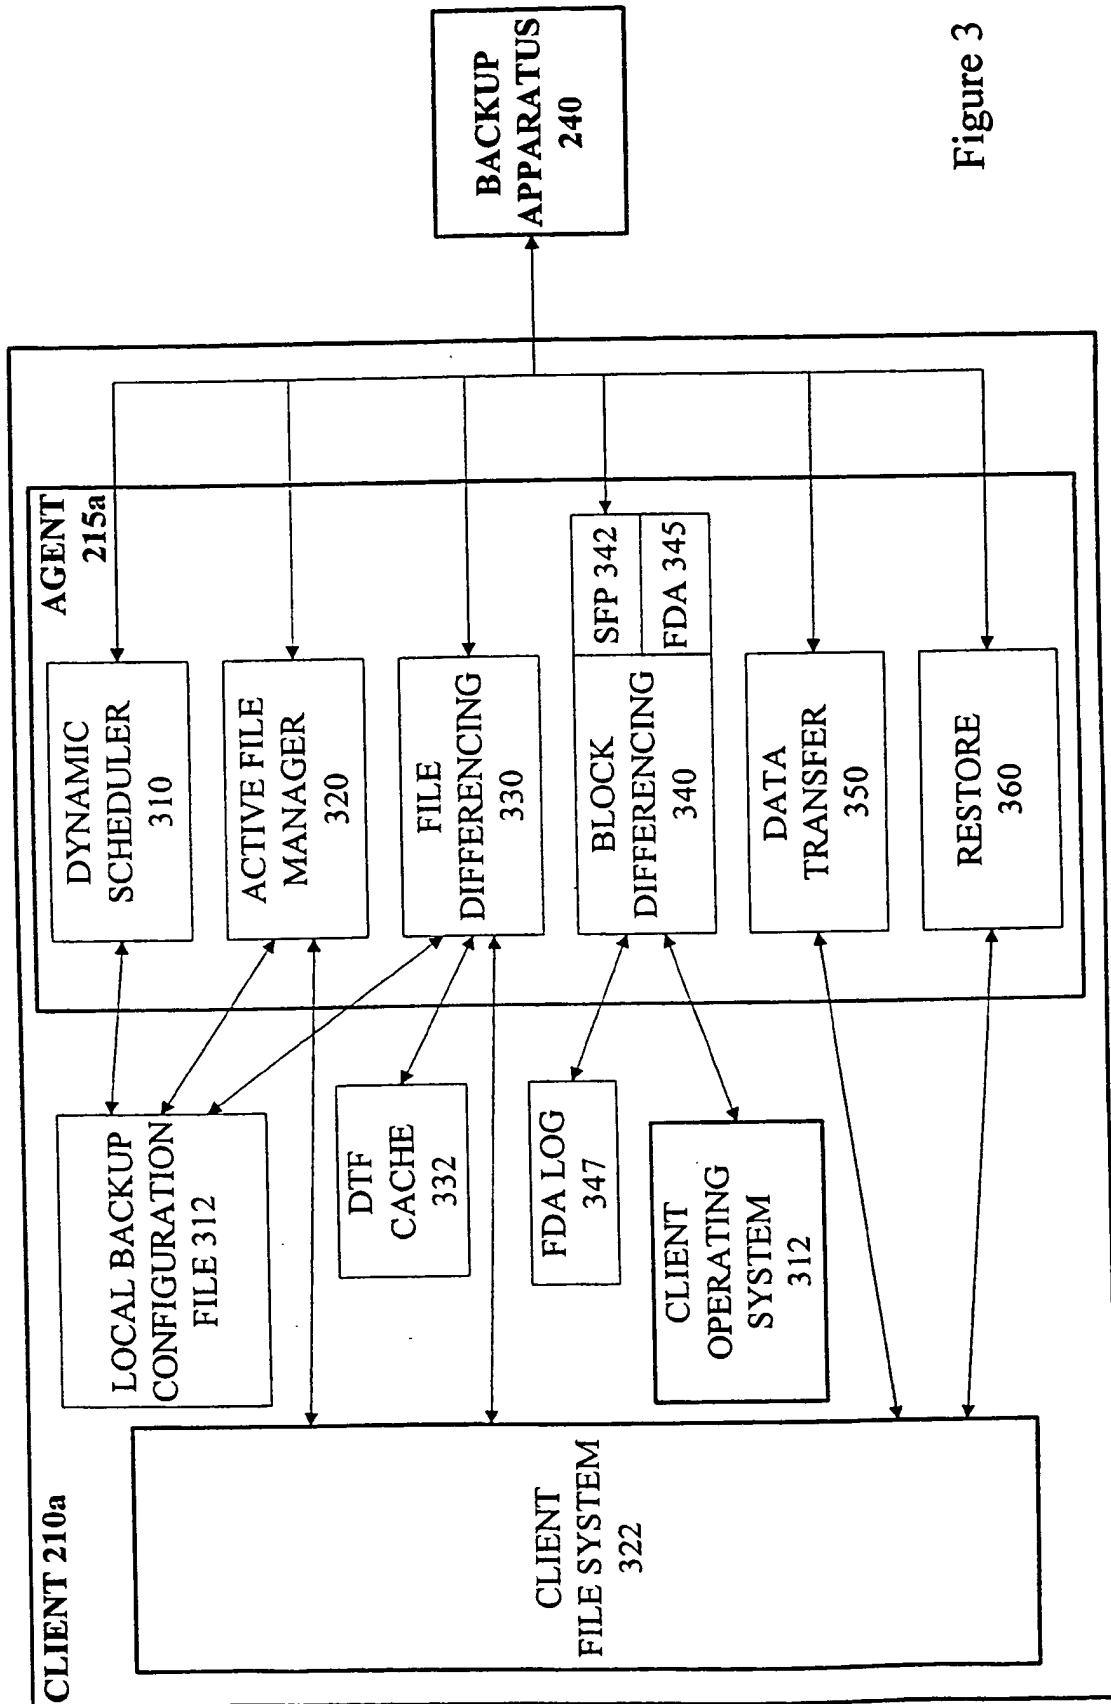 CLIENT 210a
CLIENT
FILE SYSTEM
322
LOCAL BACKUP
CONFIGURATION
FILE 312
DTF
CACHE
332
FDA LOG
347
CLIENT
OPERATING
SYSTEM
312
AGENT
215a
DYNAMIC
SCHEDULER
310
ACTIVE FILE
MANAGER
320
FILE
DIFFERENCING
330
BLOCK
DIFFERENCING
340
SFP 342
FDA 345
DATA
TRANSFER
350
RESTORE
360
BACKUP
APPARATUS
240
Figure 3